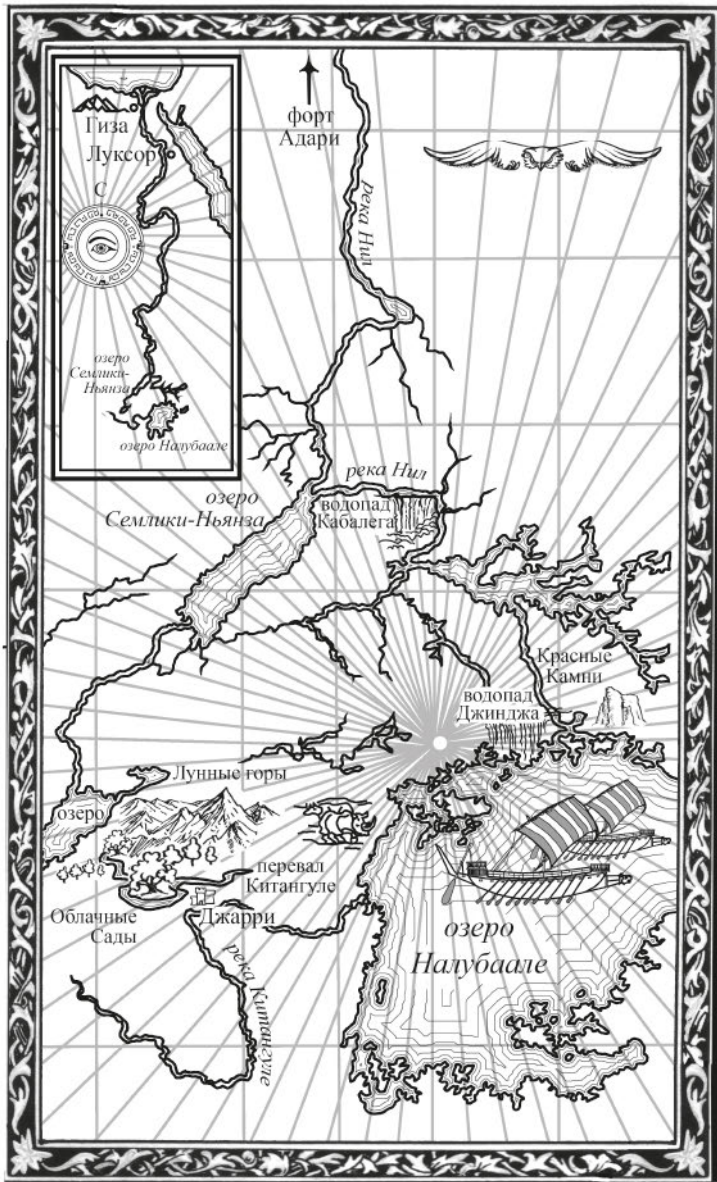 Гиза
Луксор
С
озеро
Семлики-
Ньянза
озеро Налубаале
форт
Адари
река Нил
река Нил
озеро
Семлики-Ньянза
водопад
Кабалега
Красные
Камни
водопад
Джинджа
Лунные горы
озеро
перевал
Китангуле
Облачные
Сады
Джарри
река Китангуле
озеро
Налубаале